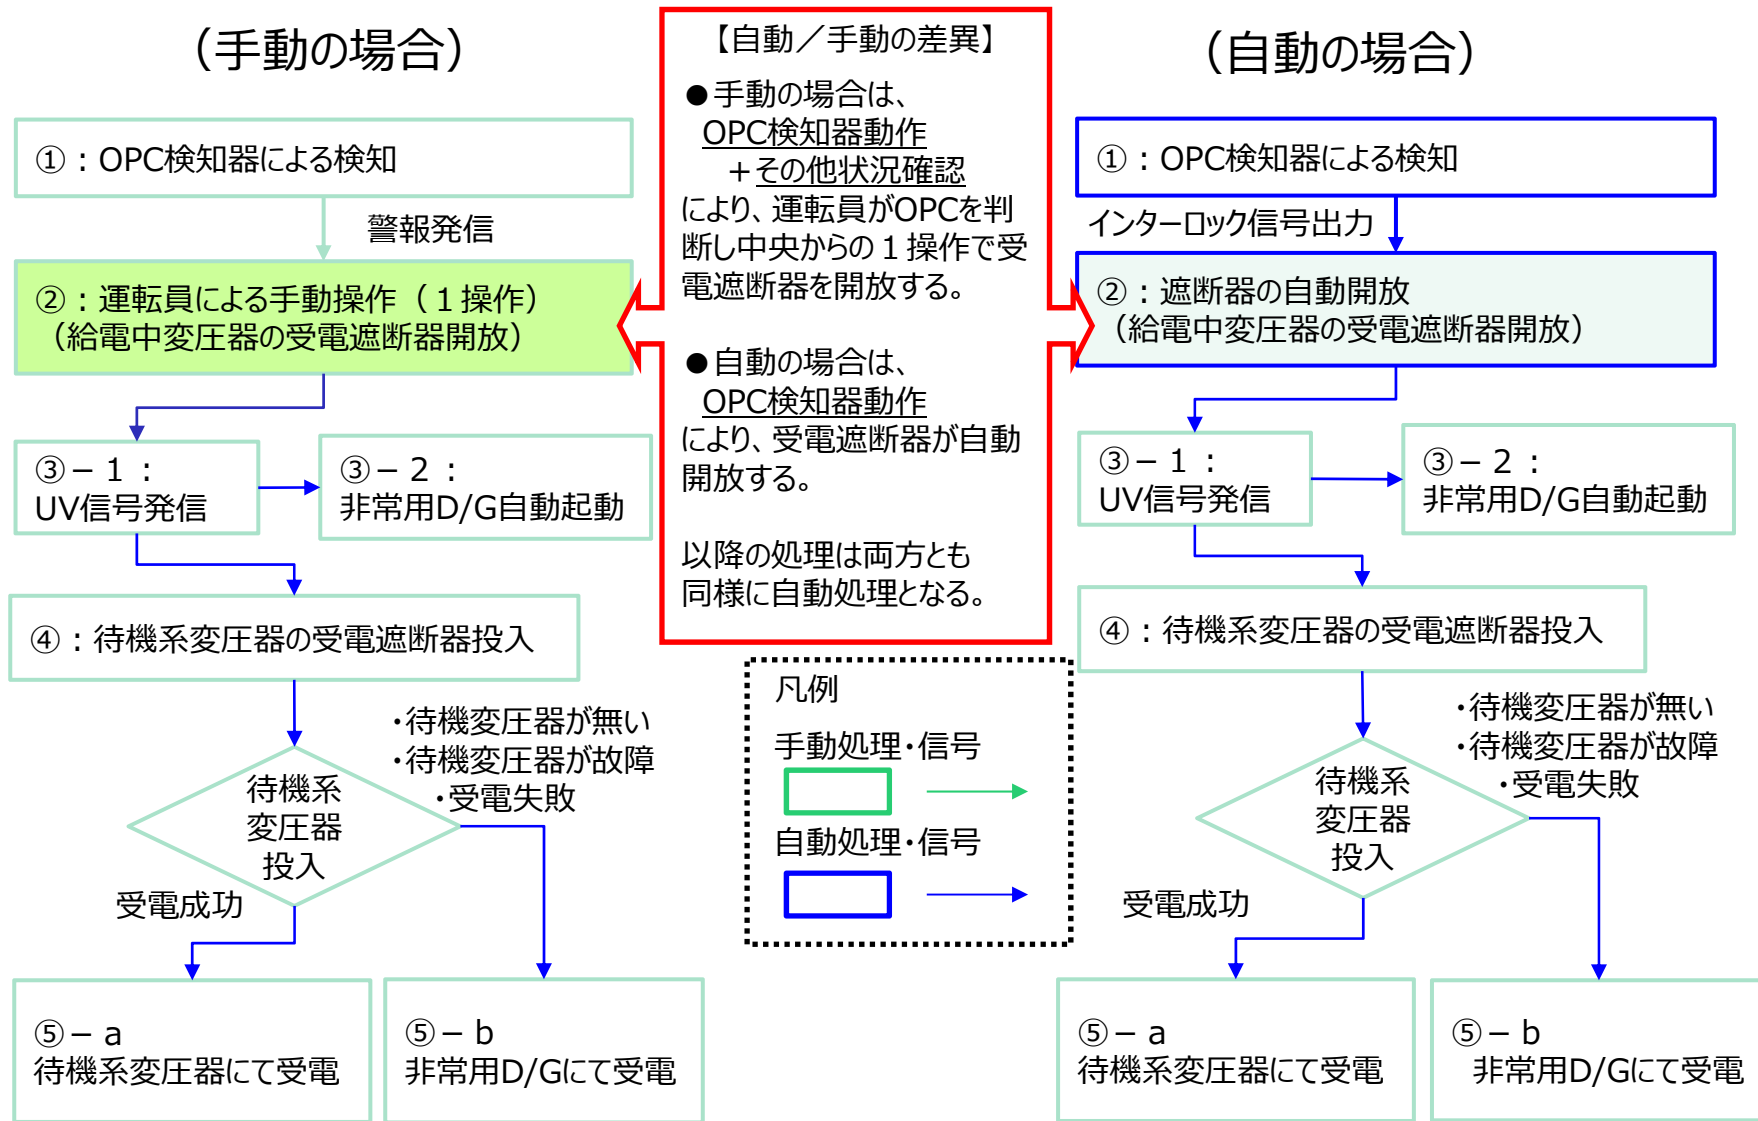 （手動の場合）
①：OPC検知器による検知
警報発信
②：運転員による手動操作（１操作）
（給電中変圧器の受電遮断器開放）
③－１：
UV信号発信
③－２：
非常用D/G自動起動
④：待機系変圧器の受電遮断器投入
・待機変圧器が無い
・待機変圧器が故障
・受電失敗
待機系
変圧器
投入
受電成功
⑤－a
待機系変圧器にて受電
⑤－b
非常用D/Gにて受電
【自動／手動の差異】
●手動の場合は、
OPC検知器動作
＋その他状況確認
により、運転員がOPCを判
断し中央からの１操作で受
電遮断器を開放する。
●自動の場合は、
OPC検知器動作
により、受電遮断器が自動
開放する。
以降の処理は両方とも
同様に自動処理となる。
凡例
手動処理・信号
自動処理・信号
（自動の場合）
①：OPC検知器による検知
インターロック信号出力
②：遮断器の自動開放
（給電中変圧器の受電遮断器開放）
③－１：
UV信号発信
③－２：
非常用D/G自動起動
④：待機系変圧器の受電遮断器投入
・待機変圧器が無い
・待機変圧器が故障
・受電失敗
待機系
変圧器
投入
受電成功
⑤－a
待機系変圧器にて受電
⑤－b
非常用D/Gにて受電